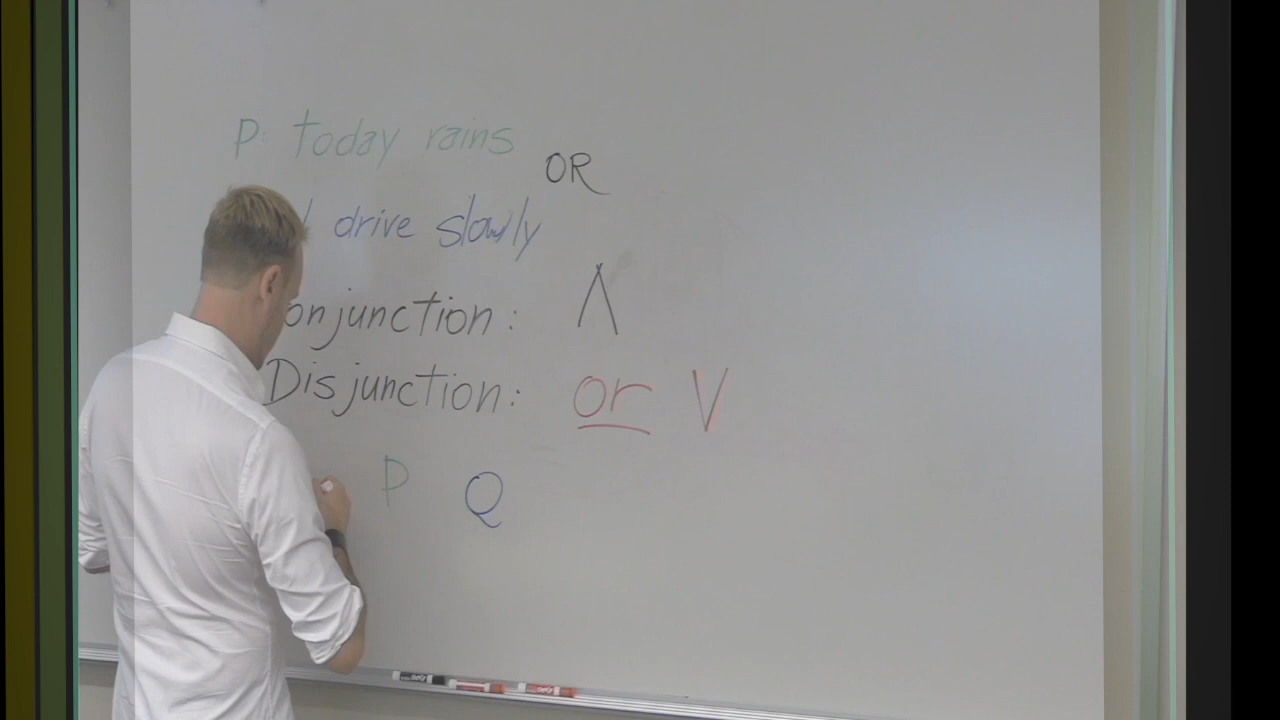 P: today rains
OR
drive slowly
onjunction: ∧
Disjunction: or V
P Q